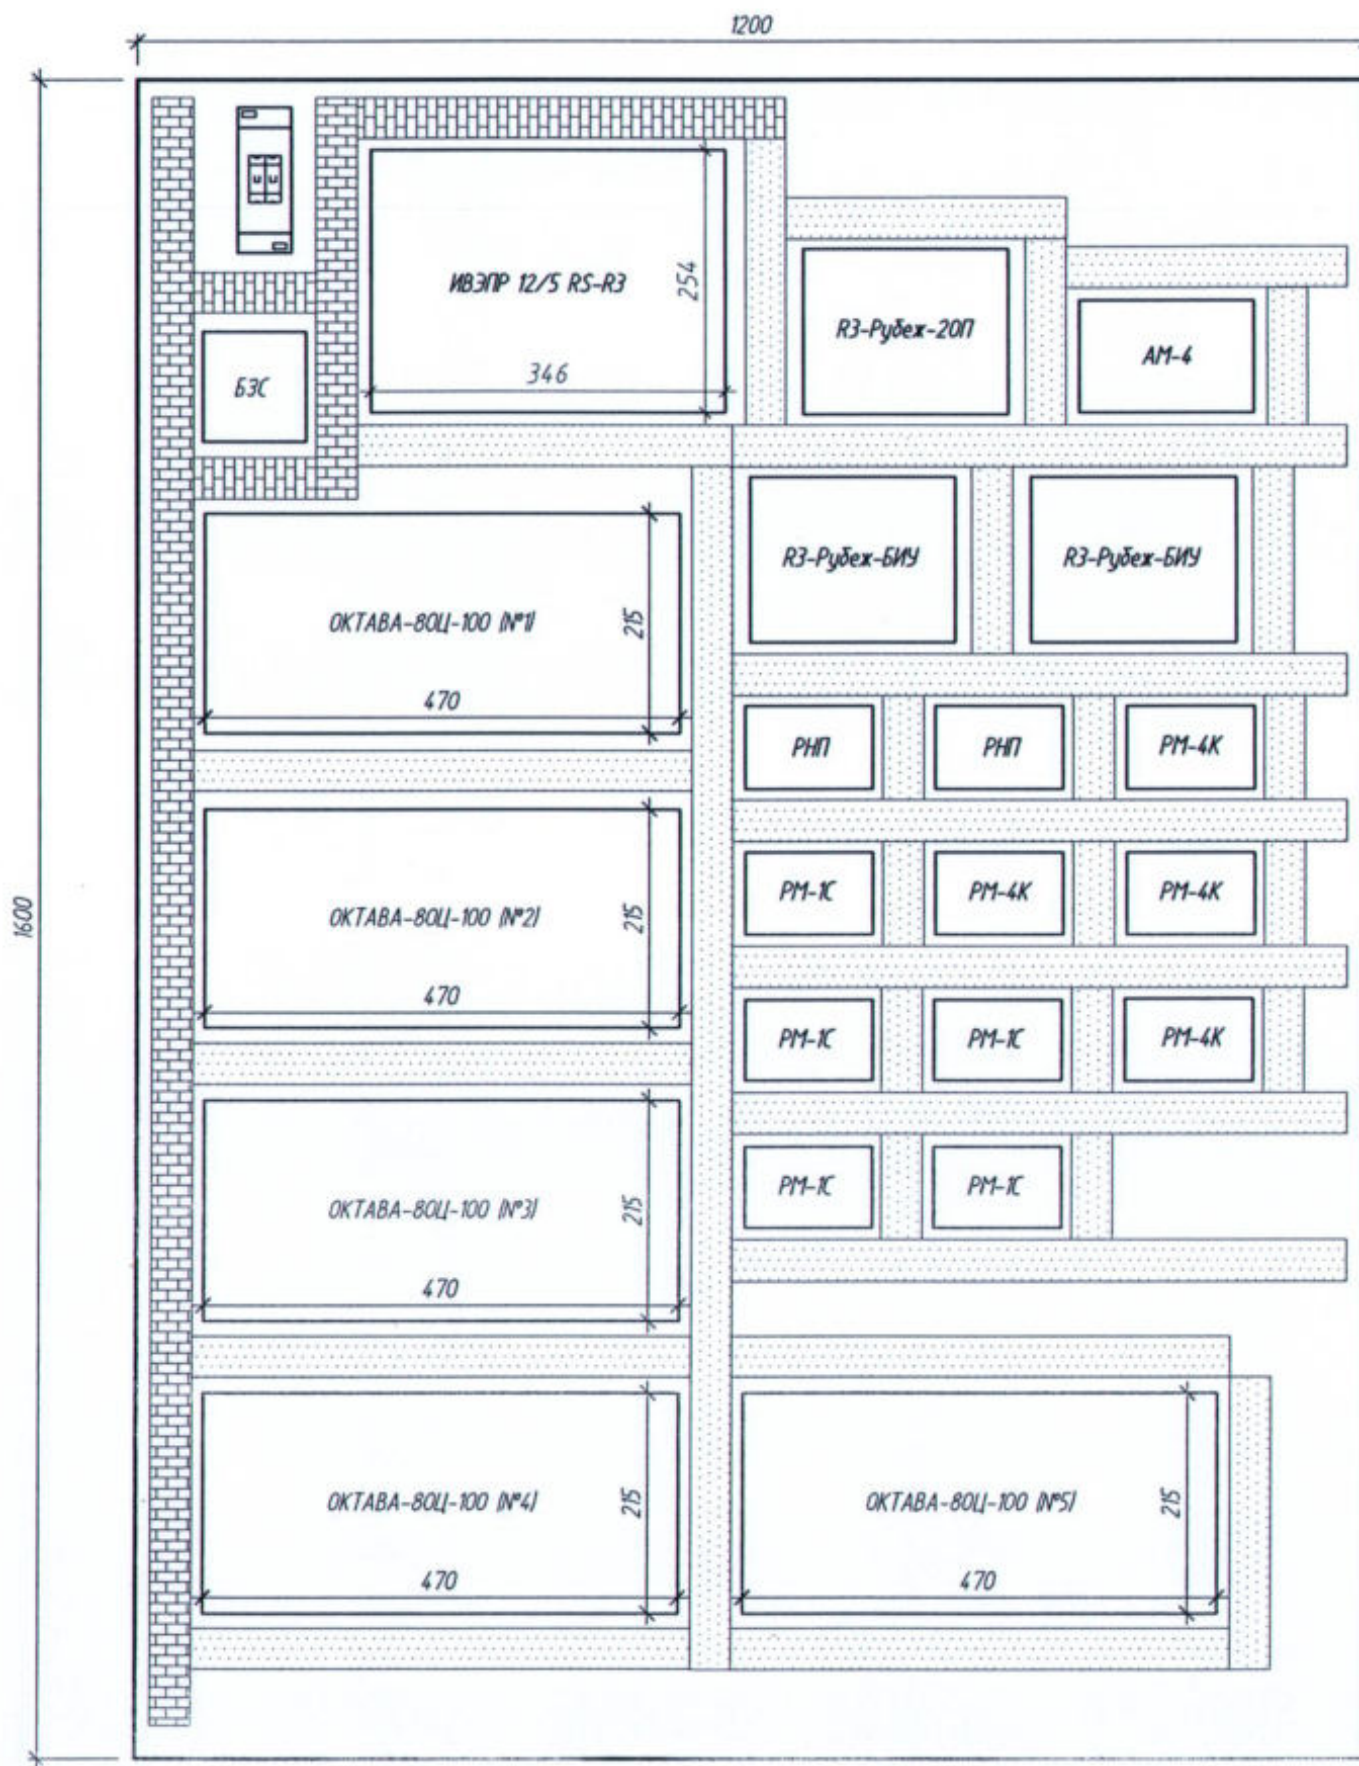 1200
1600
ИВЭПР 12/5 RS-R3
254
346
R3-Рубеж-20П
АМ-4
БЗС
R3-Рубеж-БИУ
R3-Рубеж-БИУ
ОКТАВА-80Ц-100 (№1)
215
470
РНП
РНП
РМ-4К
ОКТАВА-80Ц-100 (№2)
215
470
РМ-1С
РМ-4К
РМ-4К
РМ-1С
РМ-1С
РМ-4К
ОКТАВА-80Ц-100 (№3)
215
470
РМ-1С
РМ-1С
ОКТАВА-80Ц-100 (№4)
215
470
ОКТАВА-80Ц-100 (№5)
215
470